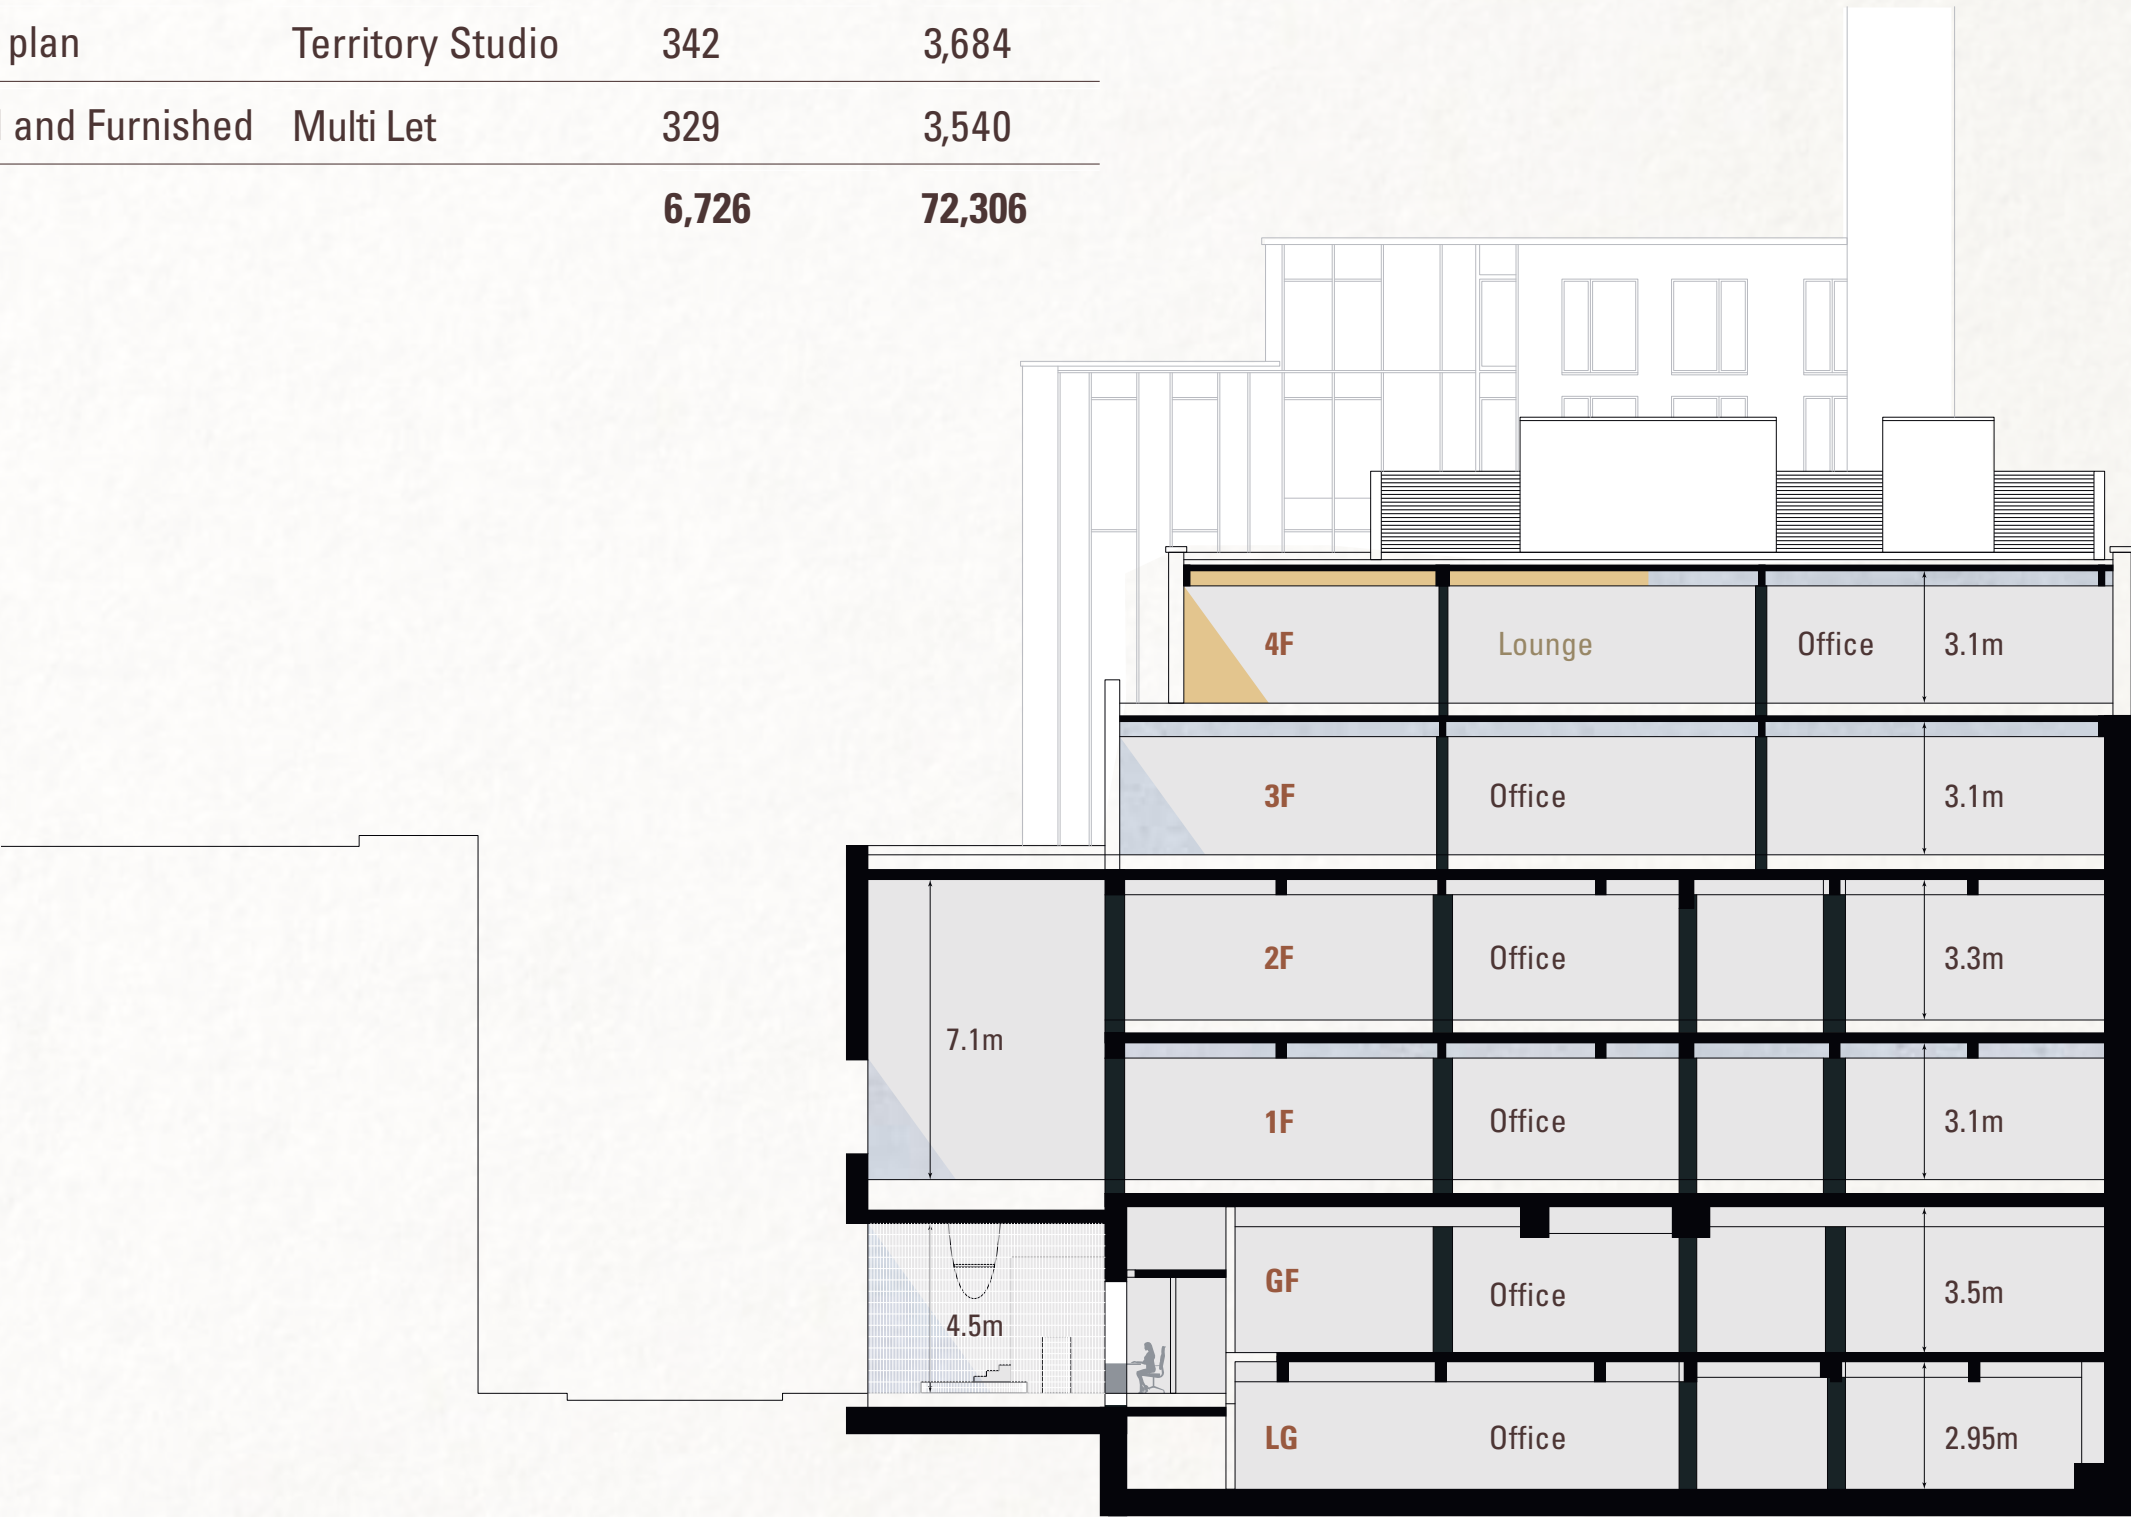 plan Territory Studio 342 3,684
and Furnished Multi Let 329 3,540
6,726 72,306
4F Lounge Office 3.1m
3F Office 3.1m
2F Office 3.3m
7.1m
1F Office 3.1m
GF Office 3.5m
4.5m
LG Office 2.95m